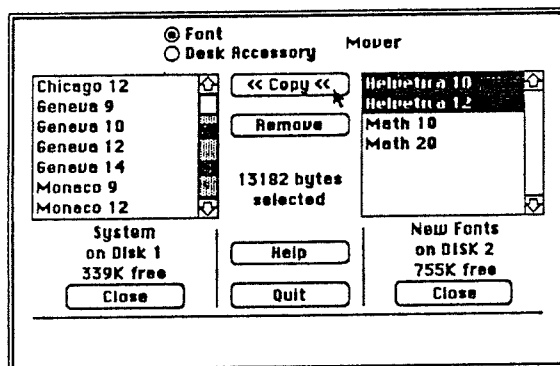 Font
Desk Accessory
Mover
Chicago 12
Geneva 9
Geneva 10
Geneva 12
Geneva 14
Monaco 9
Monaco 12
System
on Disk 1
339K free
Close
<< Copy <<
Remove
13182 bytes
selected
Help
Quit
Helvetica 10
Helvetica 12
Math 10
Math 20
New Fonts
on DISK 2
755K free
Close